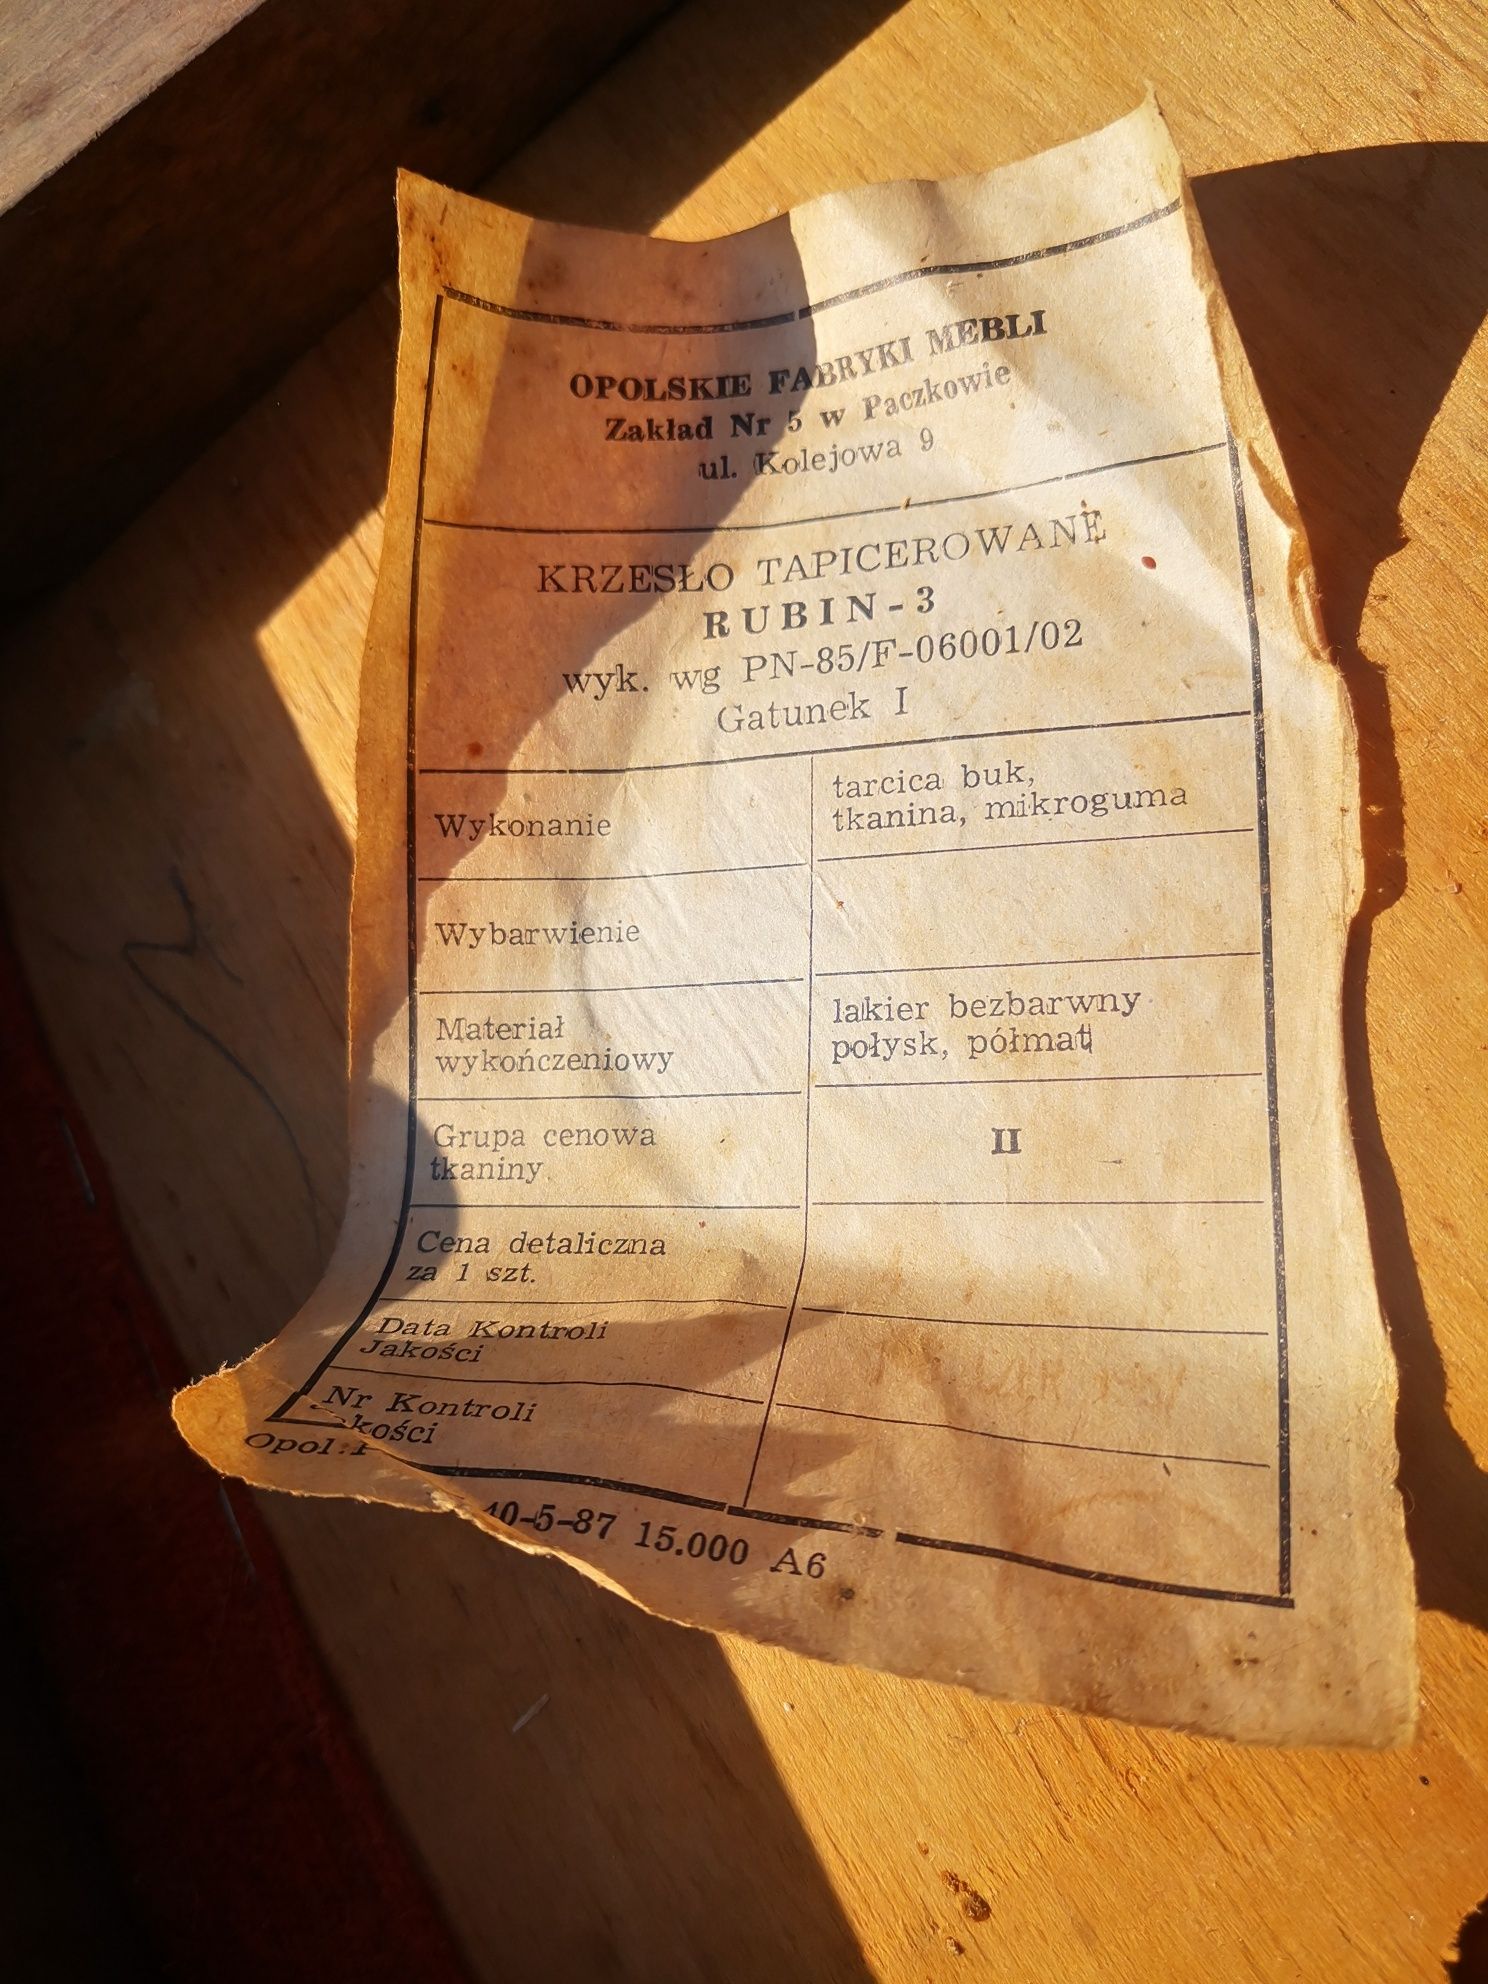 OPOLSKIE FABRYKI MEBLI
Zakład Nr 5 w Paczkowie
ul. Kolejowa 9
KRZESŁO TAPICEROWANE
RUBIN-3
wyk. wg PN-85/F-06001/02
Gatunek I
Wykonanie
tarcica buk,
tkanina, mikroguma
Wybarwienie
Materiał
wykończeniowy
lakier bezbarwny
połysk, półmat
Grupa cenowa
tkaniny
II
Cena detaliczna
za 1 szt.
Data Kontroli
Jakości
Nr Kontroli
Jakości
Opol.
10-5-87 15.000 A6